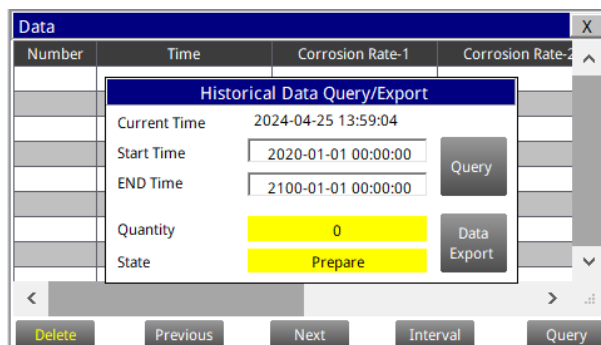 Data X
Number Time Corrosion Rate-1 Corrosion Rate-2
Historical Data Query/Export
Current Time 2024-04-25 13:59:04
Start Time 2020-01-01 00:00:00
Query
END Time 2100-01-01 00:00:00
Quantity 0
Data Export
State Prepare
Delete Previous Next Interval Query